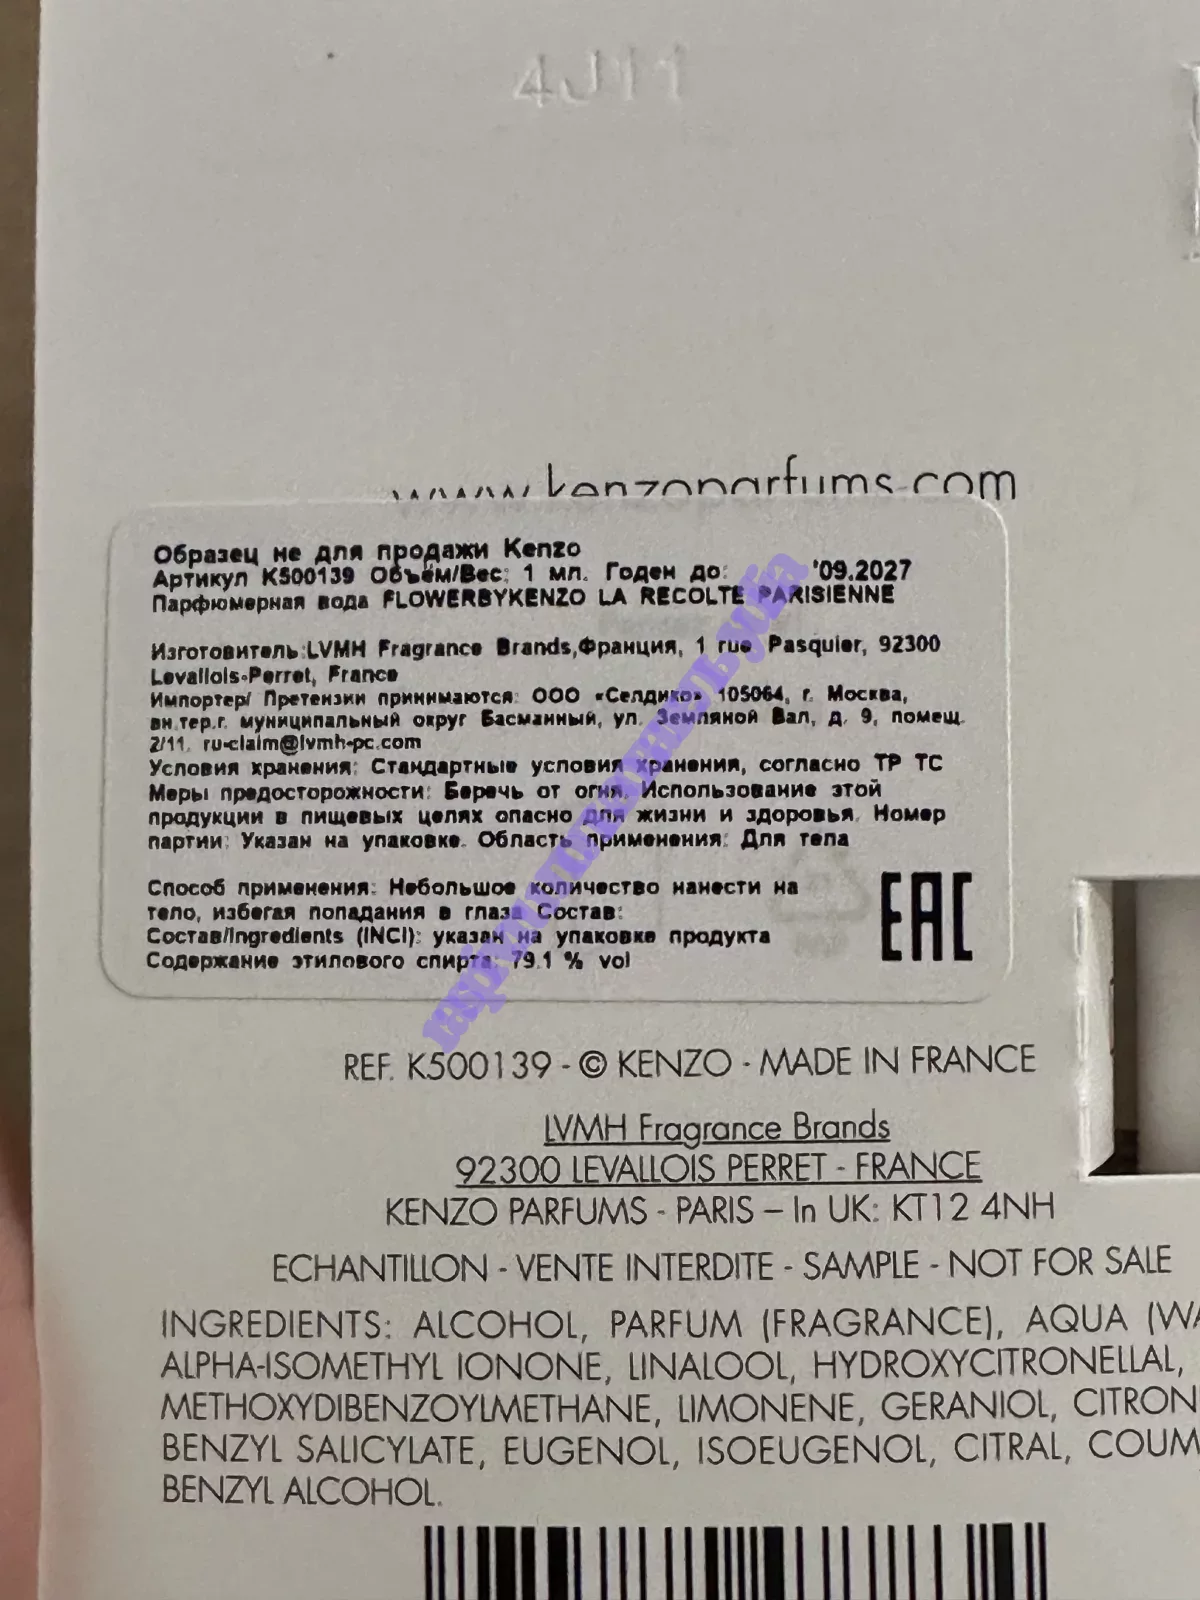 4J11
www.kenzoparfums.com
Образец не для продажи Kenzo
Артикул K500139 Объём/Вес: 1 мл. Годен до: '09.2027
Парфюмерная вода FLOWERBYKENZO LA RECOLTE PARISIENNE
Изготовитель:LVMH Fragrance Brands,Франция, 1 rue Pasquier, 92300
Levallois-Perret, France
Импортер/ Претензии принимаются: ООО «Селдико» 105064, г. Москва,
вн.тер.г. муниципальный округ Басманный, ул. Земляной Вал, д. 9, помещ.
2/11. ru-claim@lvmh-pc.com
Условия хранения: Стандартные условия хранения, согласно ТР ТС
Меры предосторожности: Беречь от огня. Использование этой
продукции в пищевых целях опасно для жизни и здоровья. Номер
партии: Указан на упаковке. Область применения: Для тела
Способ применения: Небольшое количество нанести на
тело, избегая попадания в глаза Состав:
Состав/Ingredients (INCI): указан на упаковке продукта
Содержание этилового спирта: 79.1 % vol
EAC
REF. K500139 - © KENZO - MADE IN FRANCE
LVMH Fragrance Brands
92300 LEVALLOIS PERRET - FRANCE
KENZO PARFUMS - PARIS – In UK: KT12 4NH
ECHANTILLON - VENTE INTERDITE - SAMPLE - NOT FOR SALE
INGREDIENTS: ALCOHOL, PARFUM (FRAGRANCE), AQUA (WA
ALPHA-ISOMETHYL IONONE, LINALOOL, HYDROXYCITRONELLAL,
METHOXYDIBENZOYLMETHANE, LIMONENE, GERANIOL, CITRON
BENZYL SALICYLATE, EUGENOL, ISOEUGENOL, CITRAL, COUM
BENZYL ALCOHOL.